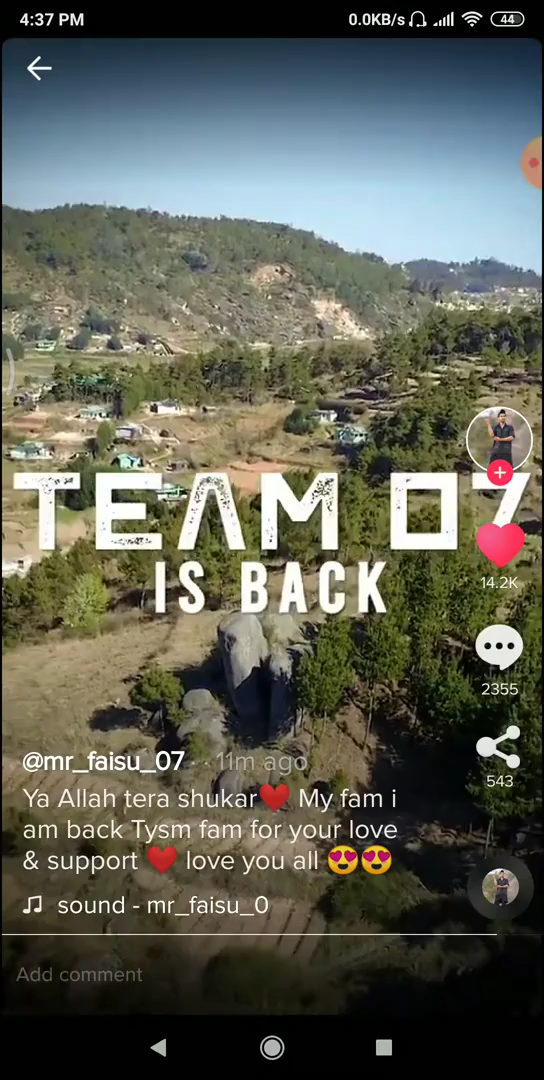 4:37 PM
0.0KB/s
44
TEAM 07
IS BACK
14.2K
2355
543
@mr_faisu_07 · 11m ago
Ya Allah tera shukar❤️ My fam i
am back Tysm fam for your love
& support ❤️ love you all 😍😍
sound - mr_faisu_0
Add comment